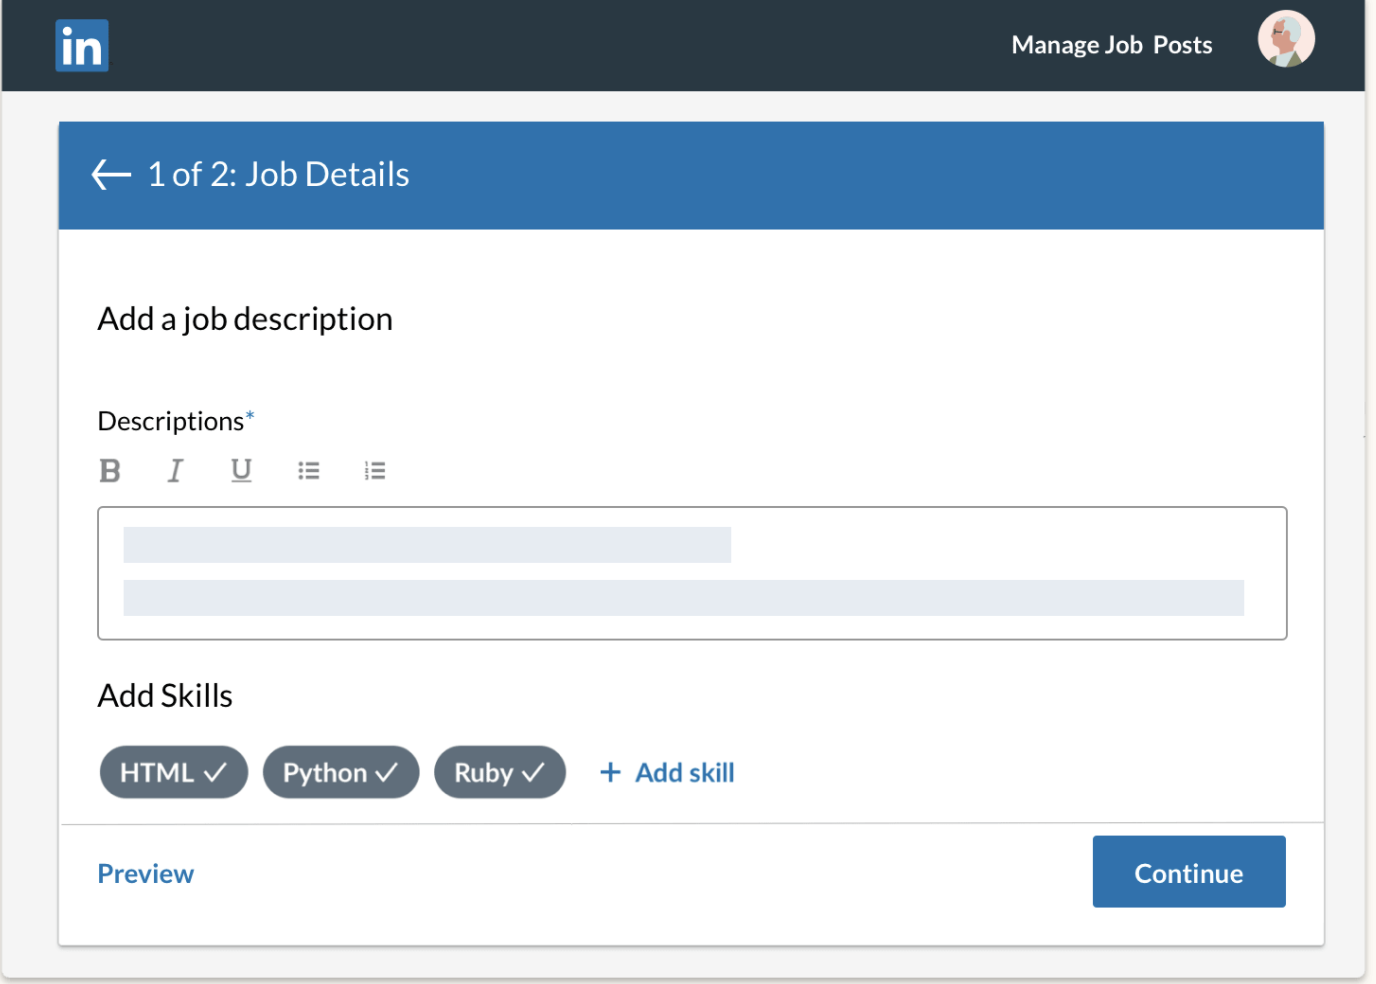 in
Manage Job Posts
← 1 of 2: Job Details
Add a job description
Descriptions*
B I U
Add Skills
HTML ✓ Python ✓ Ruby ✓ + Add skill
Preview
Continue